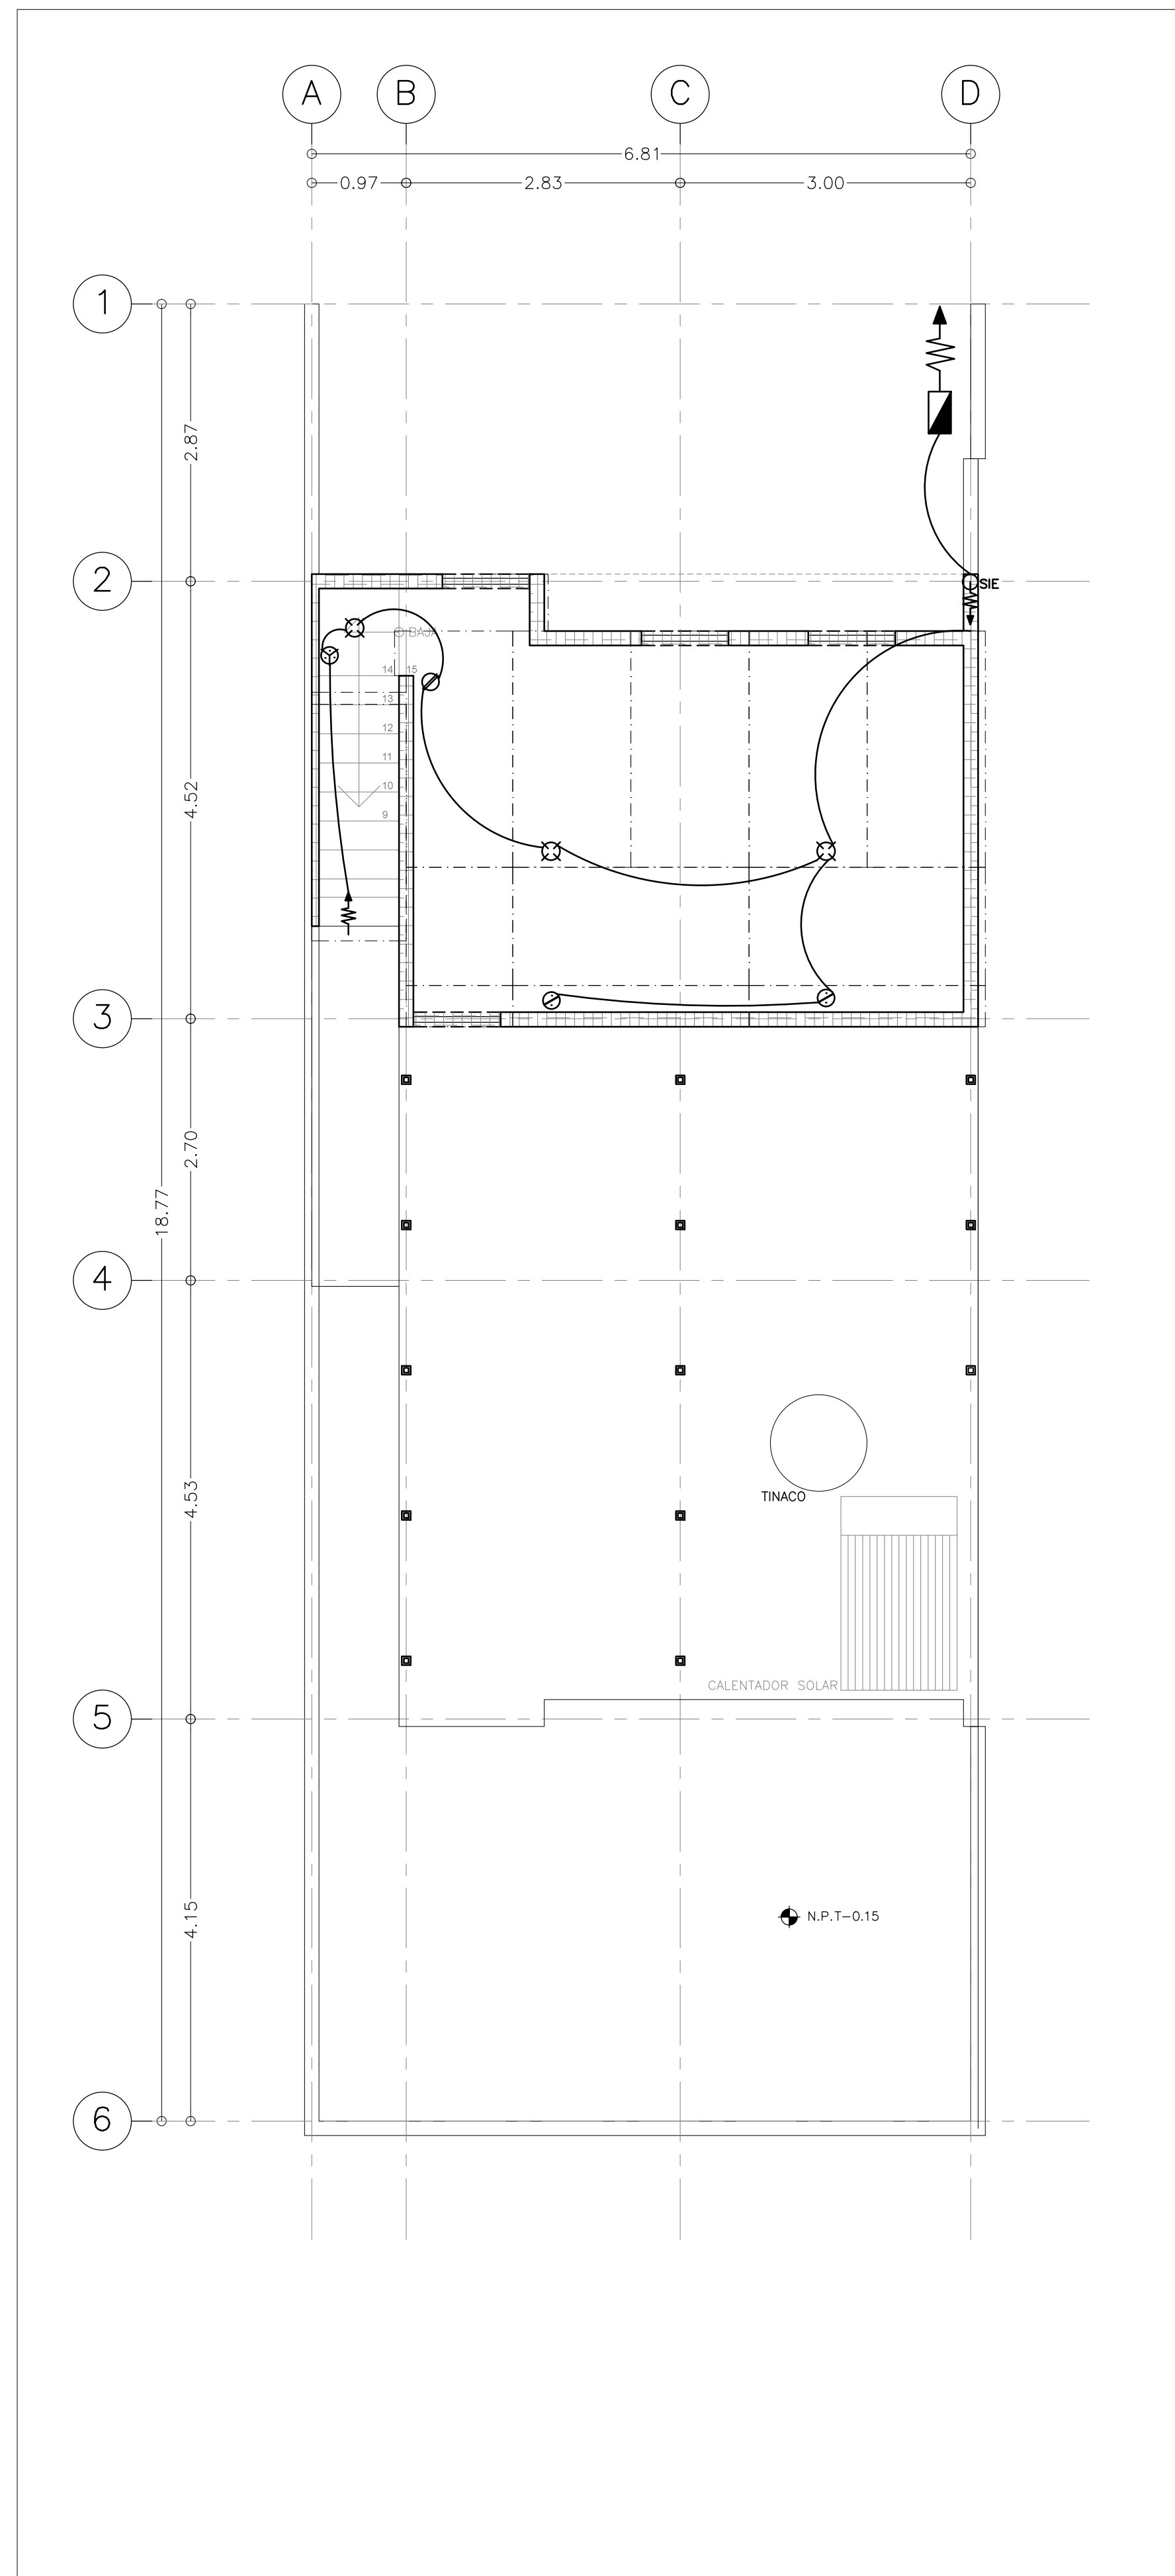 A B C D
6.81
0.97 2.83 3.00
1
2.87
2
SIE
BAJA
14 15
13
12
4.52
11
10
9
3
2.70
18.77
4
4.53
TINACO
CALENTADOR SOLAR
5
4.15
N.P.T-0.15
6